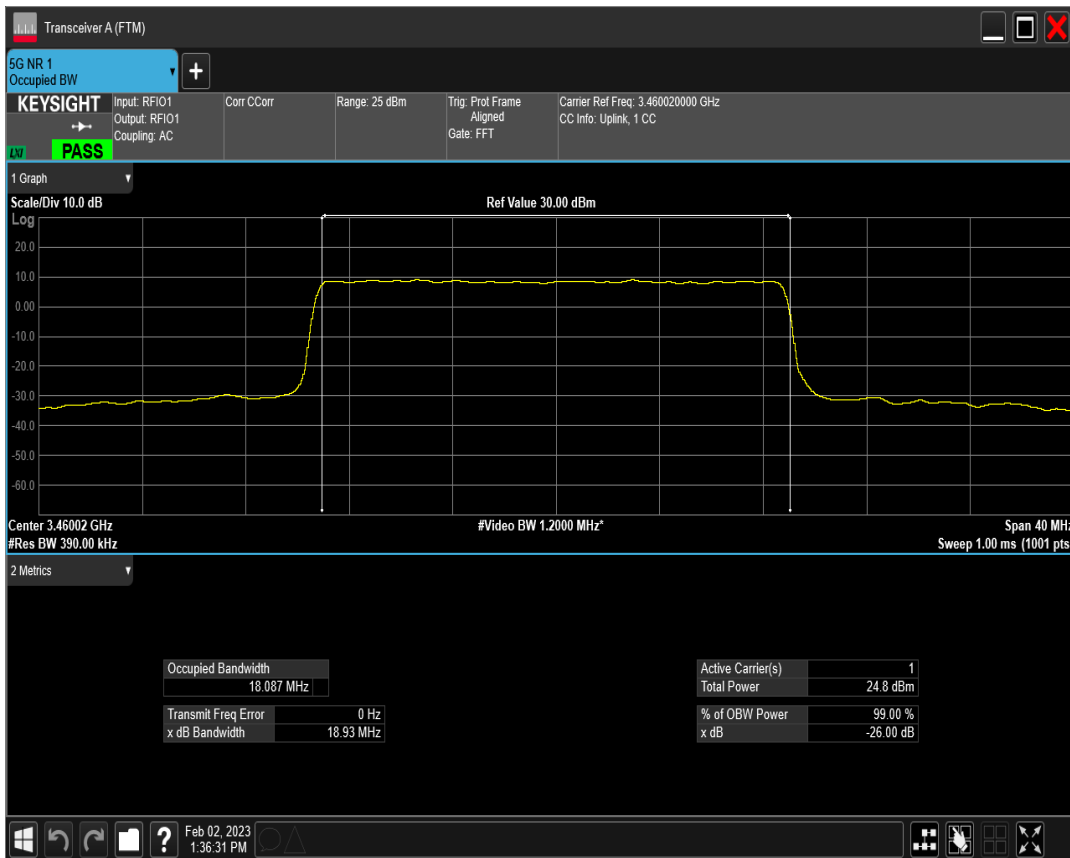 Transceiver A (FTM)
5G NR 1
Occupied BW
+
KEYSIGHT
LXI
PASS
Input: RFIO1
Output: RFIO1
Coupling: AC
Corr CCorr
Range: 25 dBm
Trig: Prot Frame
Aligned
Gate: FFT
Carrier Ref Freq: 3.460020000 GHz
CC Info: Uplink, 1 CC
1 Graph
Scale/Div 10.0 dB
Ref Value 30.00 dBm
Log
20.0
10.0
0.00
-10.0
-20.0
-30.0
-40.0
-50.0
-60.0
Center 3.46002 GHz
#Video BW 1.2000 MHz*
Span 40 MHz
#Res BW 390.00 kHz
Sweep 1.00 ms (1001 pts
2 Metrics
Occupied Bandwidth
18.087 MHz
Transmit Freq Error 0 Hz
x dB Bandwidth 18.93 MHz
Active Carrier(s) 1
Total Power 24.8 dBm
% of OBW Power 99.00 %
x dB -26.00 dB
?
Feb 02, 2023
1:36:31 PM